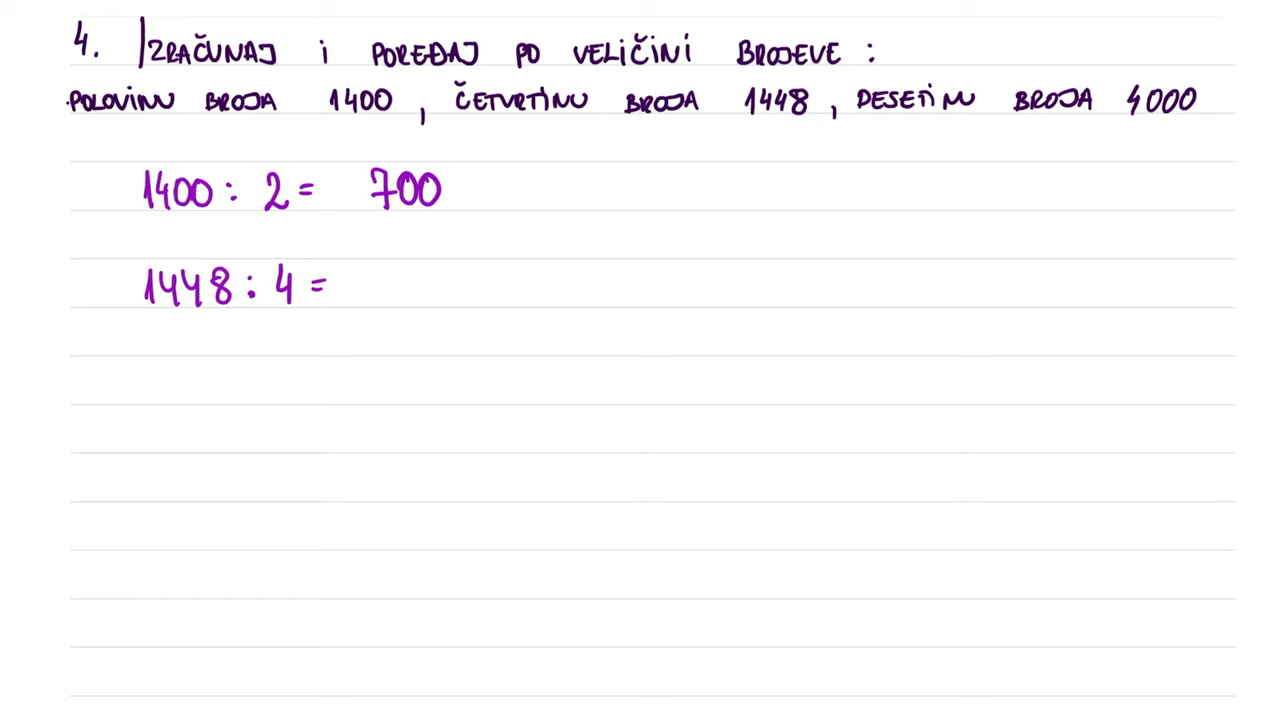 4. IZRAČUNAJ I POREĐAJ PO VELIČINI BROJEVE :
POLOVINU BROJA 1400 , ČETVRTINU BROJA 1448 , DESETINU BROJA 4000
1400 : 2 = 700
1448 : 4 =